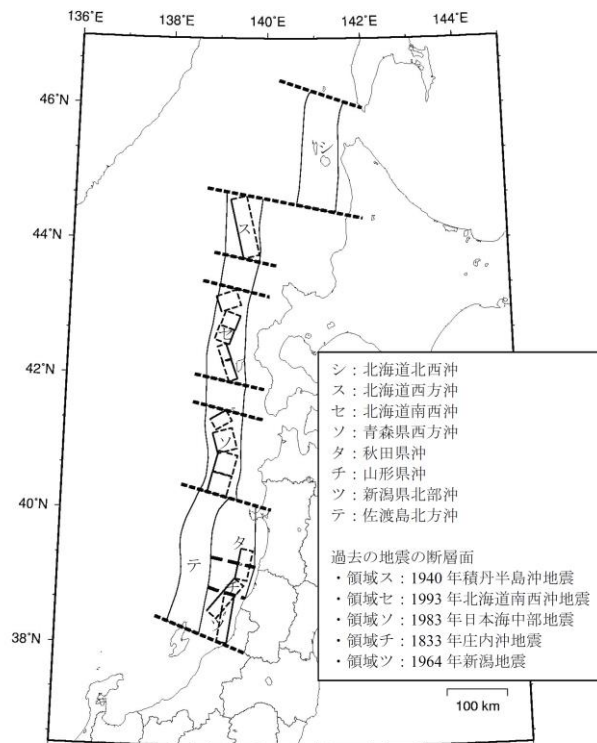 136°E
138°E
140°E
142°E
144°E
46°N
44°N
42°N
40°N
38°N
シ
ス
セ
ソ
タ
テ
チ
ツ
シ：北海道北西沖
ス：北海道西方沖
セ：北海道南西沖
ソ：青森県西方沖
タ：秋田県沖
チ：山形県沖
ツ：新潟県北部沖
テ：佐渡島北方沖
過去の地震の断層面
・領域ス：1940 年積丹半島沖地震
・領域セ：1993 年北海道南西沖地震
・領域ソ：1983 年日本海中部地震
・領域チ：1833 年庄内沖地震
・領域ツ：1964 年新潟地震
100 km